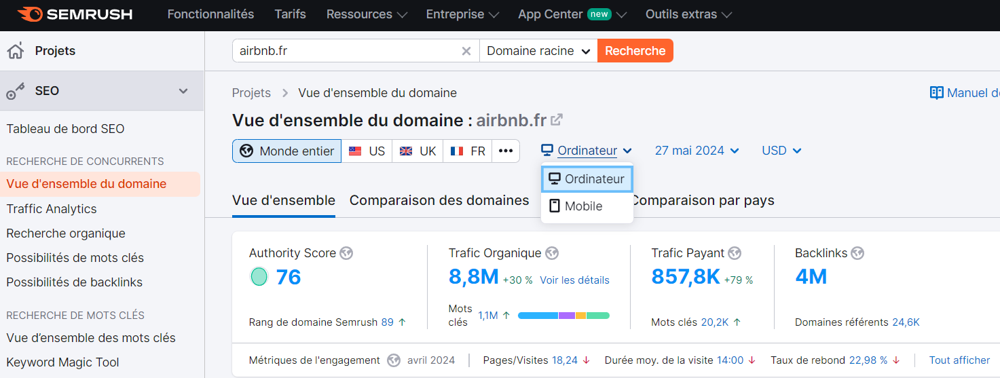 SEMRUSH Fonctionnalités Tarifs Ressources Entreprise App Center new Outils extras
Projets
airbnb.fr Domaine racine Recherche
SEO
Projets > Vue d'ensemble du domaine
Manuel
Vue d'ensemble du domaine : airbnb.fr
Tableau de bord SEO
Monde entier US UK FR ••• Ordinateur 27 mai 2024 USD
RECHERCHE DE CONCURRENTS
Vue d'ensemble du domaine
Ordinateur
Mobile
Vue d'ensemble Comparaison des domaines Comparaison par pays
Traffic Analytics
Recherche organique
Possibilités de mots clés
Possibilités de backlinks
Authority Score
76
Rang de domaine Semrush 89 ↑
Trafic Organique
8,8M +30 % Voir les détails
Mots clés 1,1M ↑
Trafic Payant
857,8K +79 %
Mots clés 20,2K ↑
Backlinks
4M
Domaines référents 24,6K
RECHERCHE DE MOTS CLÉS
Vue d’ensemble des mots clés
Keyword Magic Tool
Métriques de l'engagement avril 2024 Pages/Visites 18,24 ↓ Durée moy. de la visite 14:00 ↓ Taux de rebond 22,98 % ↓ Tout afficher